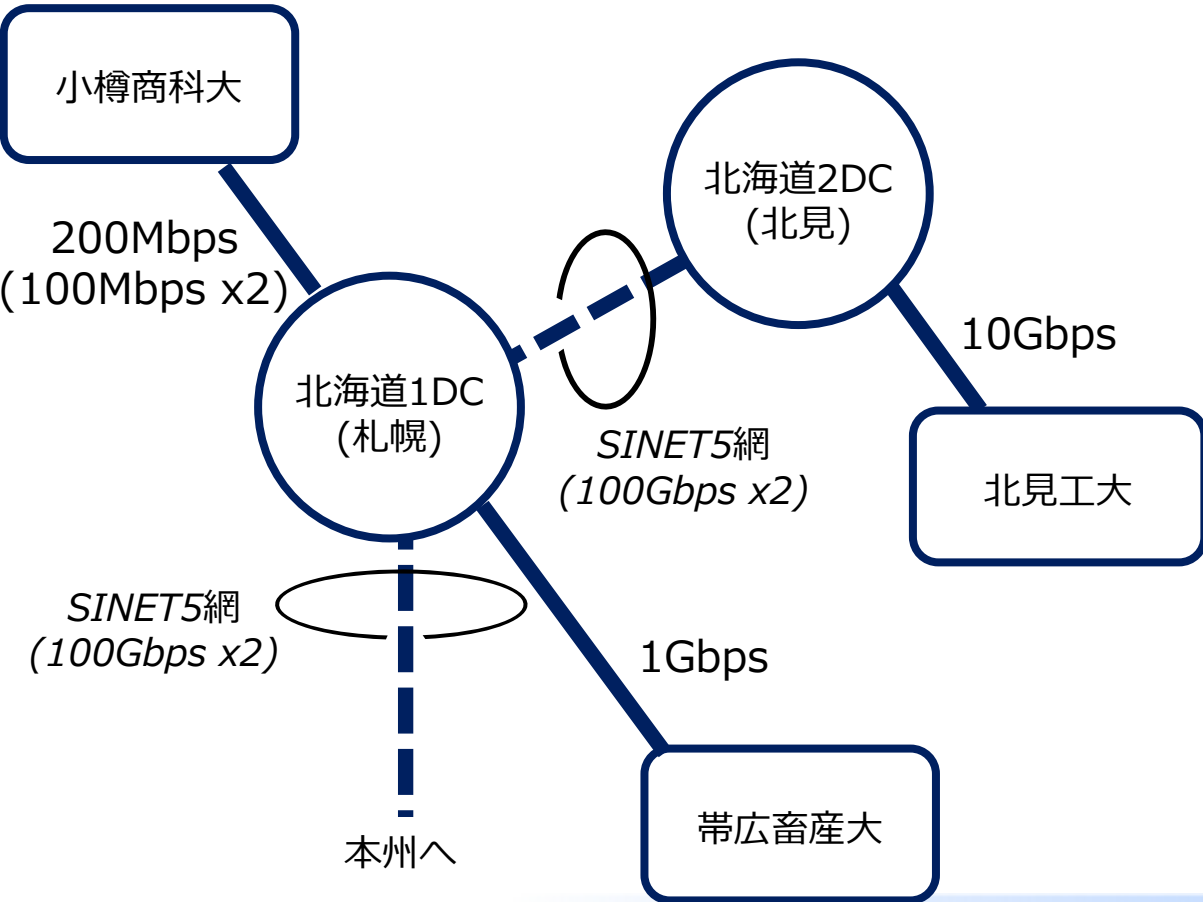 小樽商科大
200Mbps
(100Mbps x2)
北海道2DC
(北見)
10Gbps
北海道1DC
(札幌)
SINET5網
(100Gbps x2)
北見工大
SINET5網
(100Gbps x2)
1Gbps
帯広畜産大
本州へ